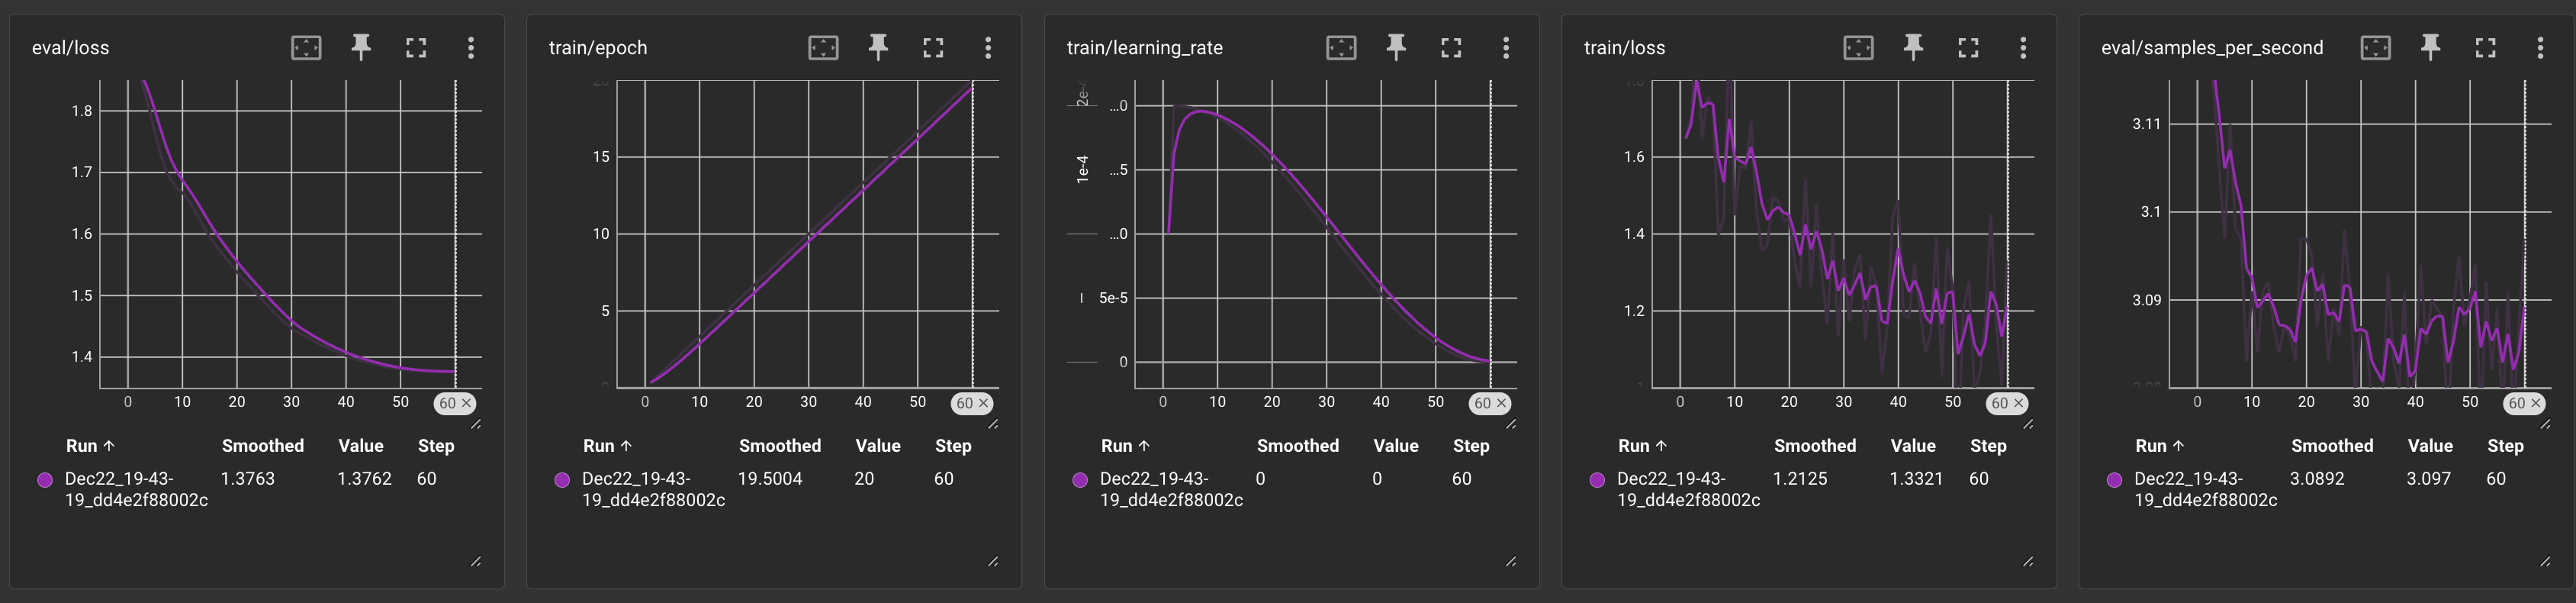 eval/loss
1.8
1.7
1.6
1.5
1.4
0 10 20 30 40 50 60 ×
Run ↑ Smoothed Value Step
Dec22_19-43- 1.3763 1.3762 60
19_dd4e2f88002c
train/epoch
20
15
10
5
0
0 10 20 30 40 50 60 ×
Run ↑ Smoothed Value Step
Dec22_19-43- 19.5004 20 60
19_dd4e2f88002c
train/learning_rate
2e-4
...0
1e-4
...5
...0
5e-5
0
0 10 20 30 40 50 60 ×
Run ↑ Smoothed Value Step
Dec22_19-43- 0 0 60
19_dd4e2f88002c
train/loss
1.8
1.6
1.4
1.2
1
0 10 20 30 40 50 60 ×
Run ↑ Smoothed Value Step
Dec22_19-43- 1.2125 1.3321 60
19_dd4e2f88002c
eval/samples_per_second
3.11
3.1
3.09
3.08
0 10 20 30 40 50 60 ×
Run ↑ Smoothed Value Step
Dec22_19-43- 3.0892 3.097 60
19_dd4e2f88002c